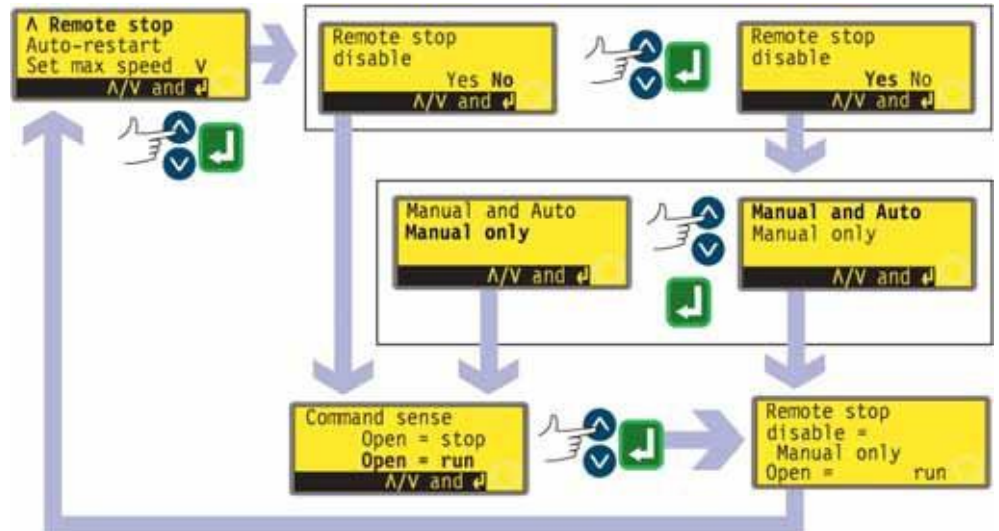 Λ Remote stop
Auto-restart
Set max speed V
Λ/V and ↲
Remote stop
disable
Yes No
Λ/V and ↲
Remote stop
disable
Yes No
Λ/V and ↲
Manual and Auto
Manual only
Λ/V and ↲
Manual and Auto
Manual only
Λ/V and ↲
Command sense
Open = stop
Open = run
Λ/V and ↲
Remote stop
disable =
Manual only
Open = run